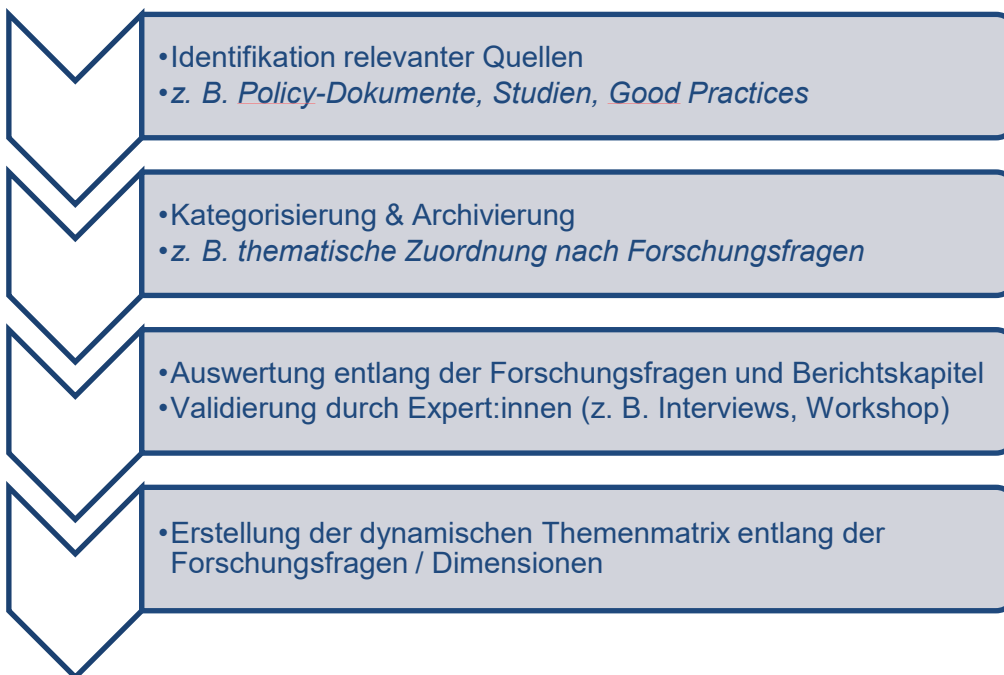 •Identifikation relevanter Quellen
•z. B. Policy-Dokumente, Studien, Good Practices
•Kategorisierung & Archivierung
•z. B. thematische Zuordnung nach Forschungsfragen
•Auswertung entlang der Forschungsfragen und Berichtskapitel
•Validierung durch Expert:innen (z. B. Interviews, Workshop)
•Erstellung der dynamischen Themenmatrix entlang der
Forschungsfragen / Dimensionen